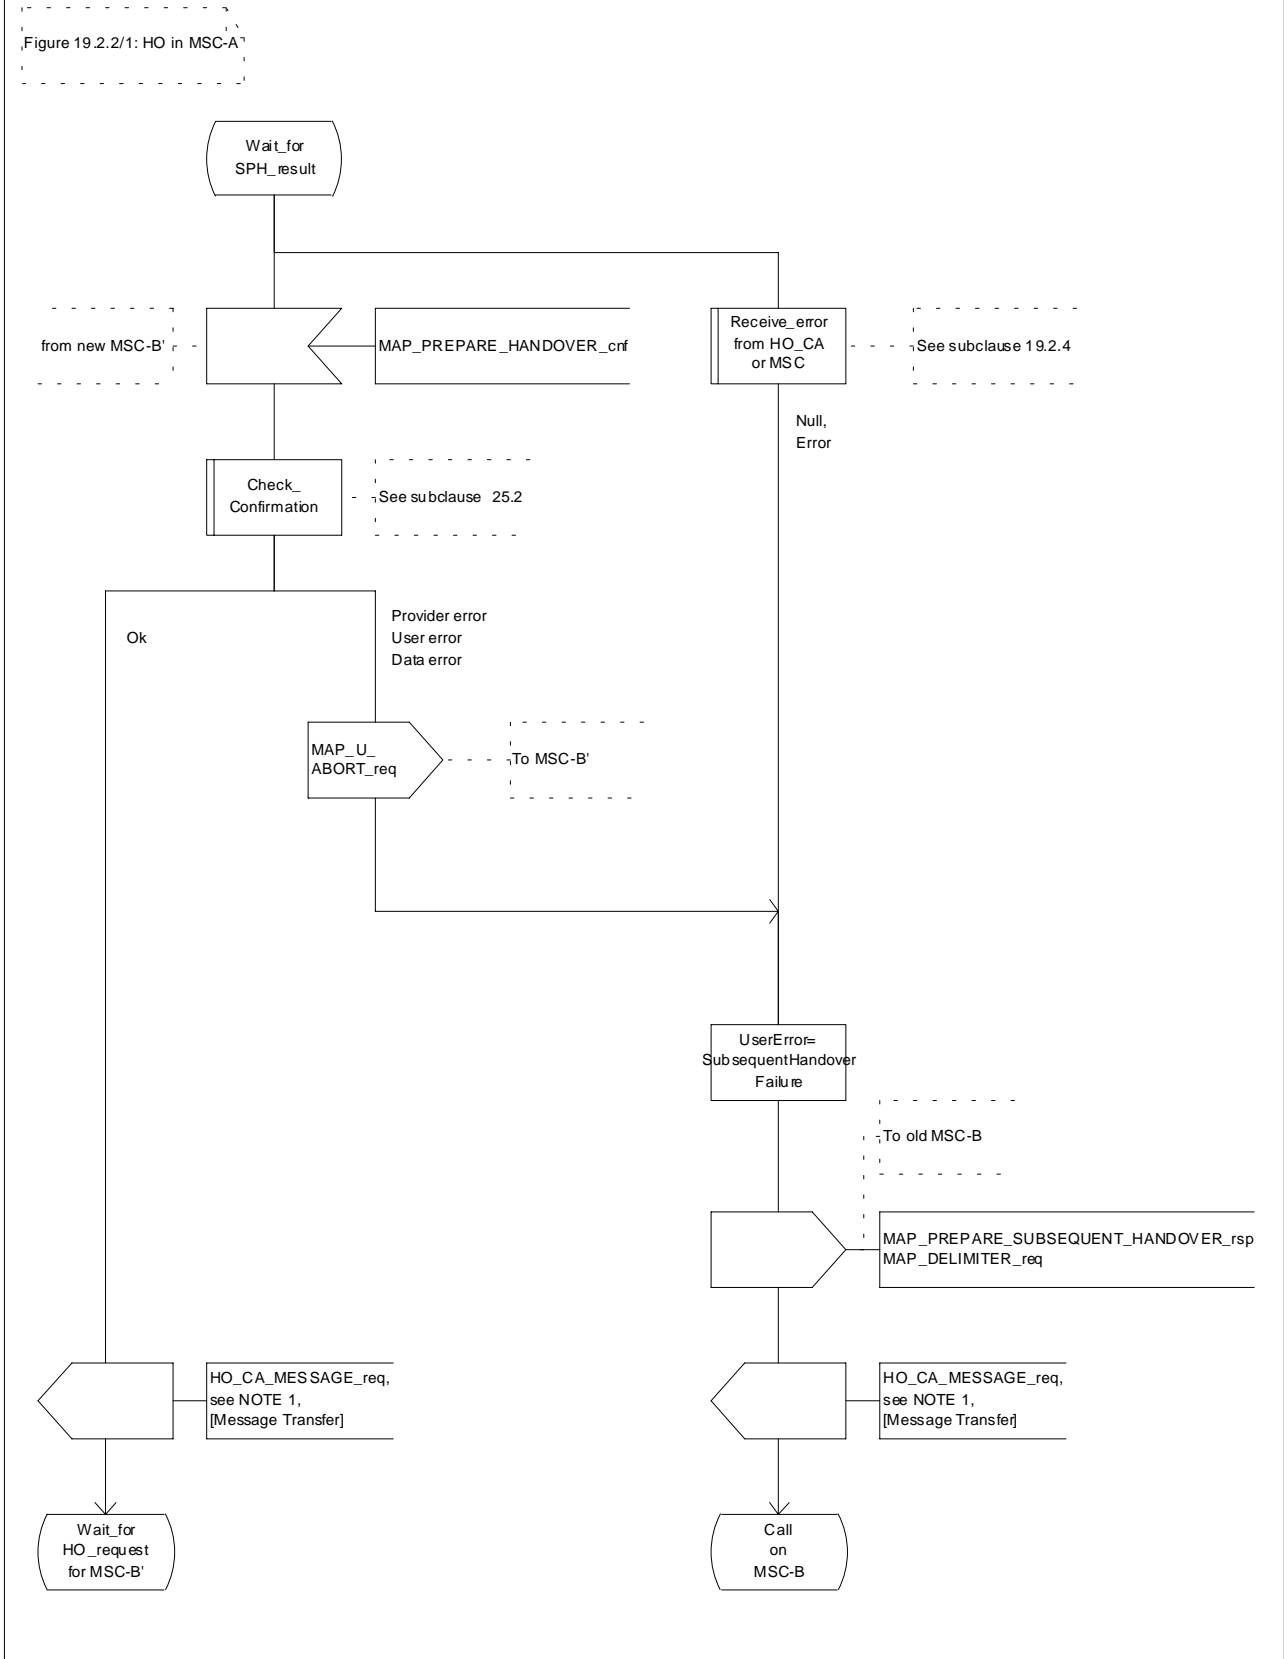 Figure 19.2.2/1: HO in MSC-A
Wait_for
SPH_result
from new MSC-B'
MAP_PREPARE_HANDOVER_cnf
Receive_error
from HO_CA
or MSC
See subclause 19.2.4
Null,
Error
Check_
Confirmation
See subclause 25.2
Ok
Provider error
User error
Data error
MAP_U_
ABORT_req
To MSC-B'
UserError=
SubsequentHandover
Failure
To old MSC-B
MAP_PREPARE_SUBSEQUENT_HANDOVER_rsp
MAP_DELIMITER_req
HO_CA_MESSAGE_req,
see NOTE 1,
[Message Transfer]
HO_CA_MESSAGE_req,
see NOTE 1,
[Message Transfer]
Wait_for
HO_request
for MSC-B'
Call
on
MSC-B